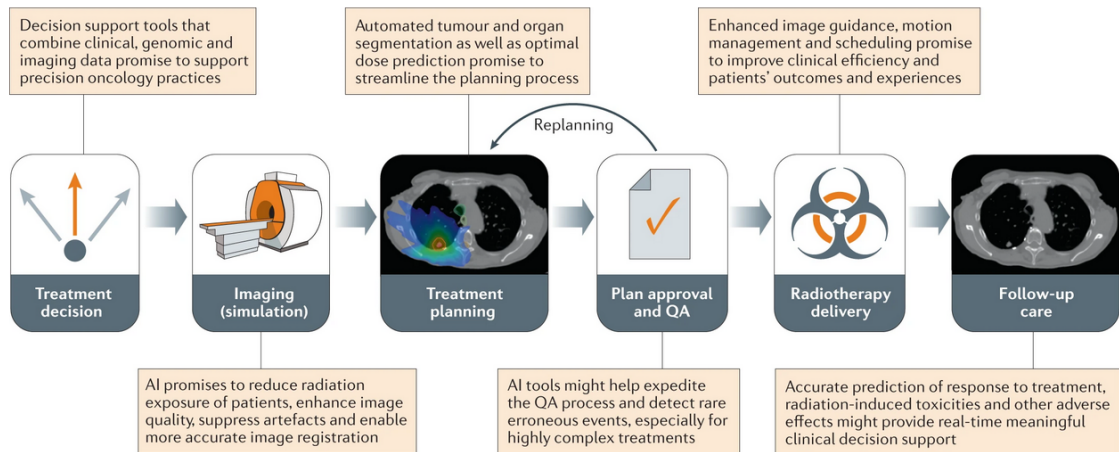 Decision support tools that
combine clinical, genomic and
imaging data promise to support
precision oncology practices
Automated tumour and organ
segmentation as well as optimal
dose prediction promise to
streamline the planning process
Enhanced image guidance, motion
management and scheduling promise
to improve clinical efficiency and
patients' outcomes and experiences
Replanning
Treatment
decision
Imaging
(simulation)
Treatment
planning
Plan approval
and QA
Radiotherapy
delivery
Follow-up
care
AI promises to reduce radiation
exposure of patients, enhance image
quality, suppress artefacts and enable
more accurate image registration
AI tools might help expedite
the QA process and detect rare
erroneous events, especially for
highly complex treatments
Accurate prediction of response to treatment,
radiation-induced toxicities and other adverse
effects might provide real-time meaningful
clinical decision support